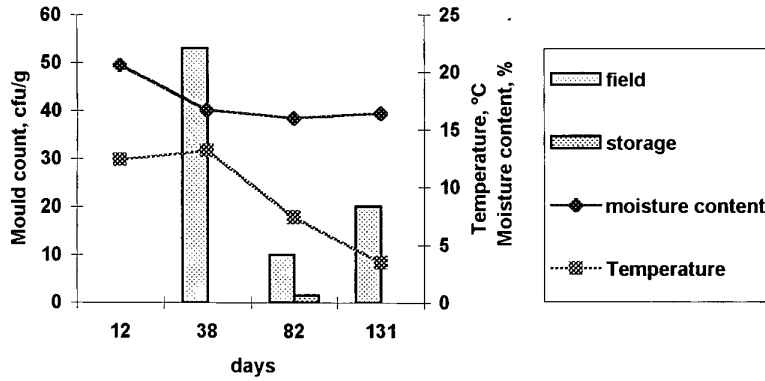 Mould count, cfu/g
60
50
40
30
20
10
0
12
38
82
131
days
25
20
15
10
5
0
Temperature, °C
Moisture content, %
field
storage
moisture content
Temperature